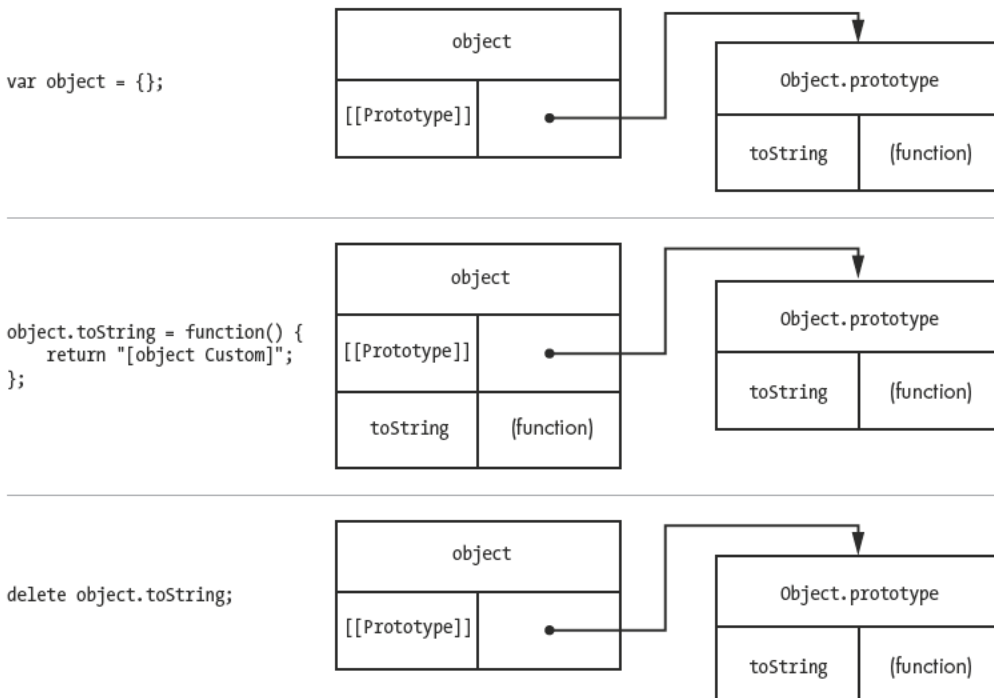 var object = {};
object
[[Prototype]]
Object.prototype
toString (function)
object.toString = function() {
    return "[object Custom]";
};
object
[[Prototype]]
toString (function)
Object.prototype
toString (function)
delete object.toString;
object
[[Prototype]]
Object.prototype
toString (function)